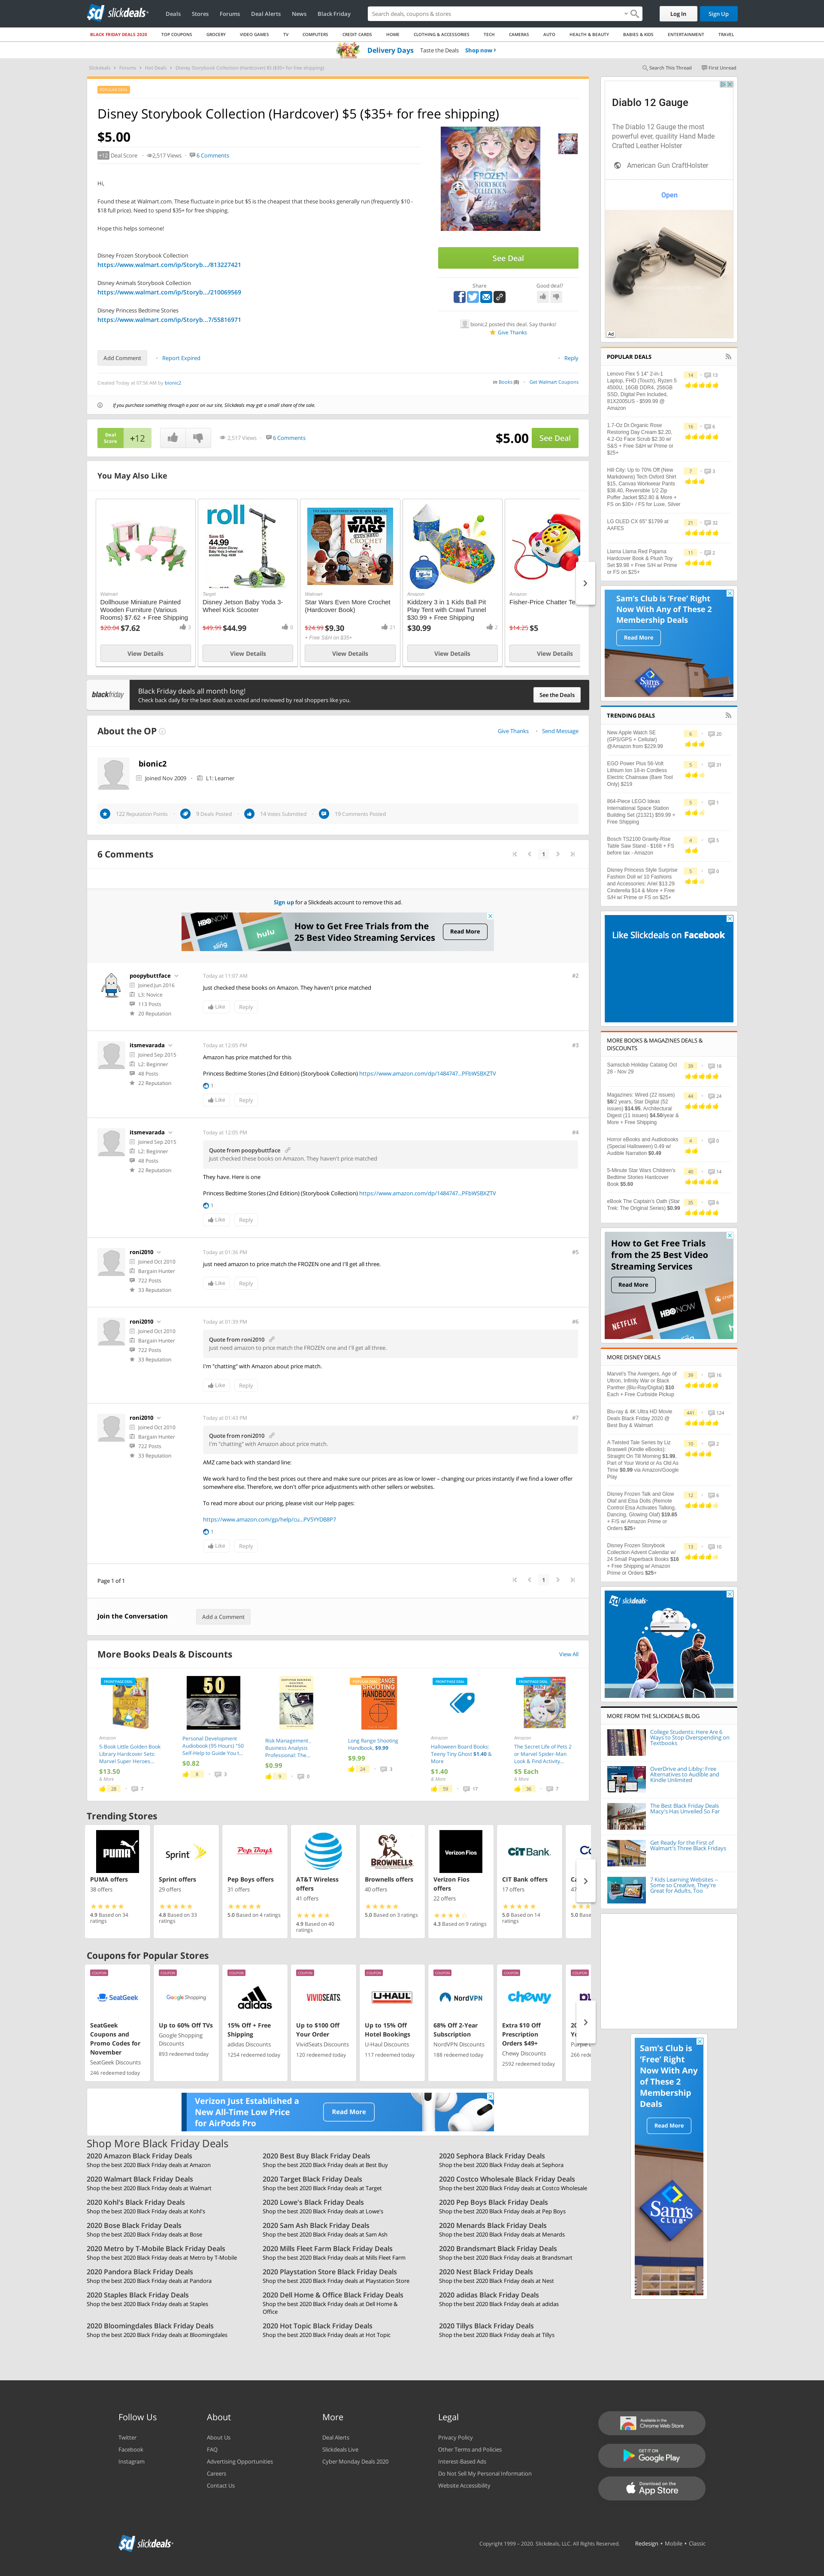 slickdeals
Deals Stores Forums Deal Alerts News Black Friday
Search deals, coupons & stores
Log In Sign Up
BLACK FRIDAY DEALS 2020 TOP COUPONS GROCERY VIDEO GAMES TV COMPUTERS CREDIT CARDS HOME CLOTHING & ACCESSORIES TECH CAMERAS AUTO HEALTH & BEAUTY BABIES & KIDS ENTERTAINMENT TRAVEL
Delivery Days Taste the Deals Shop now
Slickdeals Forums Hot Deals Disney Storybook Collection (Hardcover) $5 ($35+ for free shipping)
Search This Thread First Unread
POPULAR DEAL
Disney Storybook Collection (Hardcover) $5 ($35+ for free shipping)
$5.00
+12 Deal Score 2,517 Views 6 Comments
Hi,
Found these at Walmart.com. These fluctuate in price but $5 is the cheapest that these books generally run (frequently $10 -
$18 full price). Need to spend $35+ for free shipping.
Hope this helps someone!
Disney Frozen Storybook Collection
https://www.walmart.com/ip/Storyb.../813227421
Disney Animals Storybook Collection
https://www.walmart.com/ip/Storyb.../210069569
Disney Princess Bedtime Stories
https://www.walmart.com/ip/Storyb...7/55816971
FROZEN
STORYBOOK
COLLECTION
See Deal
Share Good deal?
bionic2 posted this deal. Say thanks!
Give Thanks
Add Comment Report Expired Reply
Created Today at 07:56 AM by bionic2
in Books (8) Get Walmart Coupons
If you purchase something through a post on our site, Slickdeals may get a small share of the sale.
Deal
Score +12 2,517 Views 6 Comments $5.00 See Deal
You May Also Like
Walmart
Dollhouse Miniature Painted
Wooden Furniture (Various
Rooms) $7.62 + Free Shipping
$20.04 $7.62 3
View Details
roll
Save $5
44.99
Target
Disney Jetson Baby Yoda 3-
Wheel Kick Scooter
$49.99 $44.99 0
View Details
STAR WARS
EVEN MORE CROCHET
Walmart
Star Wars Even More Crochet
(Hardcover Book)
$24.99 $9.30 21
+ Free S&H on $35+
View Details
Amazon
Kiddzery 3 in 1 Kids Ball Pit
Play Tent with Crawl Tunnel
$30.99 + Free Shipping
$30.99 2
View Details
Amazon
Fisher-Price Chatter Te
$14.25 $5
View Details
blackfriday
Black Friday deals all month long!
Check back daily for the best deals as voted and reviewed by real shoppers like you.
See the Deals
About the OP
Give Thanks Send Message
bionic2
Joined Nov 2009 L1: Learner
122 Reputation Points 9 Deals Posted 14 Votes Submitted 19 Comments Posted
6 Comments
1
Sign up for a Slickdeals account to remove this ad.
HBO NOW
sling
hulu
How to Get Free Trials from the
25 Best Video Streaming Services
Read More
poopybuttface
Joined Jun 2016
L3: Novice
113 Posts
20 Reputation
Today at 11:07 AM #2
Just checked these books on Amazon. They haven't price matched
Like Reply
itsmevarada
Joined Sep 2015
L2: Beginner
48 Posts
22 Reputation
Today at 12:05 PM #3
Amazon has price matched for this
Princess Bedtime Stories (2nd Edition) (Storybook Collection) https://www.amazon.com/dp/1484747...PFbWSBXZTV
1
Like Reply
itsmevarada
Joined Sep 2015
L2: Beginner
48 Posts
22 Reputation
Today at 12:05 PM #4
Quote from poopybuttface
Just checked these books on Amazon. They haven't price matched
They have. Here is one
Princess Bedtime Stories (2nd Edition) (Storybook Collection) https://www.amazon.com/dp/1484747...PFbWSBXZTV
1
Like Reply
roni2010
Joined Oct 2010
Bargain Hunter
722 Posts
33 Reputation
Today at 01:36 PM #5
just need amazon to price match the FROZEN one and I'll get all three.
Like Reply
roni2010
Joined Oct 2010
Bargain Hunter
722 Posts
33 Reputation
Today at 01:39 PM #6
Quote from roni2010
just need amazon to price match the FROZEN one and I'll get all three.
I'm "chatting" with Amazon about price match.
Like Reply
roni2010
Joined Oct 2010
Bargain Hunter
722 Posts
33 Reputation
Today at 01:43 PM #7
Quote from roni2010
I'm "chatting" with Amazon about price match.
AMZ came back with standard line:
We work hard to find the best prices out there and make sure our prices are as low or lower – changing our prices instantly if we find a lower offer
somewhere else. Therefore, we don't offer price adjustments with other sellers or websites.
To read more about our pricing, please visit our Help pages:
https://www.amazon.com/gp/help/cu...PV5YYDBBP7
1
Like Reply
Page 1 of 1
1
Join the Conversation Add a Comment
More Books Deals & Discounts
View All
FRONTPAGE DEAL
Amazon
5-Book Little Golden Book
Library Hardcover Sets:
Marvel Super Heroes...
$13.50
& More
28 7
50
Personal Development
Audiobook (95 Hours) "50
Self-Help to Guide You t...
$0.82
8 3
Risk Management ,
Business Analysis
Professional: The...
$0.99
9 0
POPULAR DEAL
SHOOTING
HANDBOOK
Long Range Shooting
Handbook, $9.99
$9.99
24 3
FRONTPAGE DEAL
Amazon
Halloween Board Books:
Teeny Tiny Ghost $1.40 &
More
$1.40
& More
59 17
FRONTPAGE DEAL
Amazon
The Secret Life of Pets 2
or Marvel Spider-Man
Look & Find Activity...
$5 Each
& More
36 7
Trending Stores
PUMA
PUMA offers
38 offers
4.9 Based on 34
ratings
Sprint
Sprint offers
29 offers
4.8 Based on 33
ratings
Pep Boys
Pep Boys offers
31 offers
5.0 Based on 4 ratings
AT&T Wireless
offers
41 offers
4.9 Based on 40
ratings
BROWNELLS
Brownells offers
40 offers
5.0 Based on 3 ratings
Verizon Fios
Verizon Fios
offers
22 offers
4.3 Based on 9 ratings
CIT BANK
CIT Bank offers
17 offers
5.0 Based on 14
ratings
Coupons for Popular Stores
COUPON
SeatGeek
SeatGeek
Coupons and
Promo Codes for
November
SeatGeek Discounts
246 redeemed today
COUPON
Google Shopping
Up to 60% Off TVs
Google Shopping
Discounts
893 redeemed today
COUPON
adidas
15% Off + Free
Shipping
adidas Discounts
1254 redeemed today
COUPON
VIVIDSEATS
Up to $100 Off
Your Order
VividSeats Discounts
120 redeemed today
COUPON
U-HAUL
Up to 15% Off
Hotel Bookings
U-Haul Discounts
117 redeemed today
COUPON
NordVPN
68% Off 2-Year
Subscription
NordVPN Discounts
188 redeemed today
COUPON
chewy
Extra $10 Off
Prescription
Orders $49+
Chewy Discounts
2592 redeemed today
COUPON
Verizon Just Established a
New All-Time Low Price
for AirPods Pro
Read More
Shop More Black Friday Deals
2020 Amazon Black Friday Deals
Shop the best 2020 Black Friday deals at Amazon
2020 Best Buy Black Friday Deals
Shop the best 2020 Black Friday deals at Best Buy
2020 Sephora Black Friday Deals
Shop the best 2020 Black Friday deals at Sephora
2020 Walmart Black Friday Deals
Shop the best 2020 Black Friday deals at Walmart
2020 Target Black Friday Deals
Shop the best 2020 Black Friday deals at Target
2020 Costco Wholesale Black Friday Deals
Shop the best 2020 Black Friday deals at Costco Wholesale
2020 Kohl's Black Friday Deals
Shop the best 2020 Black Friday deals at Kohl's
2020 Lowe's Black Friday Deals
Shop the best 2020 Black Friday deals at Lowe's
2020 Pep Boys Black Friday Deals
Shop the best 2020 Black Friday deals at Pep Boys
2020 Bose Black Friday Deals
Shop the best 2020 Black Friday deals at Bose
2020 Sam Ash Black Friday Deals
Shop the best 2020 Black Friday deals at Sam Ash
2020 Menards Black Friday Deals
Shop the best 2020 Black Friday deals at Menards
2020 Metro by T-Mobile Black Friday Deals
Shop the best 2020 Black Friday deals at Metro by T-Mobile
2020 Mills Fleet Farm Black Friday Deals
Shop the best 2020 Black Friday deals at Mills Fleet Farm
2020 Brandsmart Black Friday Deals
Shop the best 2020 Black Friday deals at Brandsmart
2020 Pandora Black Friday Deals
Shop the best 2020 Black Friday deals at Pandora
2020 Playstation Store Black Friday Deals
Shop the best 2020 Black Friday deals at Playstation Store
2020 Nest Black Friday Deals
Shop the best 2020 Black Friday deals at Nest
2020 Staples Black Friday Deals
Shop the best 2020 Black Friday deals at Staples
2020 Dell Home & Office Black Friday Deals
Shop the best 2020 Black Friday deals at Dell Home &
Office
2020 adidas Black Friday Deals
Shop the best 2020 Black Friday deals at adidas
2020 Bloomingdales Black Friday Deals
Shop the best 2020 Black Friday deals at Bloomingdales
2020 Hot Topic Black Friday Deals
Shop the best 2020 Black Friday deals at Hot Topic
2020 Tillys Black Friday Deals
Shop the best 2020 Black Friday deals at Tillys
Diablo 12 Gauge
The Diablo 12 Gauge the most
powerful ever, quaility Hand Made
Crafted Leather Holster
American Gun CraftHolster
Open
Ad
POPULAR DEALS
Lenovo Flex 5 14" 2-in-1
Laptop, FHD (Touch), Ryzen 5
4500U, 16GB DDR4, 256GB
SSD, Digital Pen Included,
81X20005US - $599.99 @
Amazon
14 13
1.7-Oz Dr.Organic Rose
Restoring Day Cream $2.20,
4.2-Oz Face Scrub $2.30 w/
S&S + Free S&H w/ Prime or
$25+
16 6
H8 City: Up to 70% Off (New
Markdowns) Tech Oxford Shirt
$15, Canvas Workwear Pants
$38.40, Reversible 1/2 Zip
Puffer Jacket $52.80 & More +
FS on $30+ / FS for Luxe, Silver
7 3
LG OLED CX 65" $1799 at
AAFES
21 32
Llama Llama Red Pajama
Hardcover Book & Plush Toy
Set $9.98 + Free S/H w/ Prime
or FS on $25+
11 2
Sam's Club is 'Free' Right
Now With Any of These 2
Membership Deals
Read More
Sam's
TRENDING DEALS
New Apple Watch SE
(GPS/GPS + Cellular)
@Amazon from $229.99
6 20
EGO Power Plus 56-Volt
Lithium Ion 18-in Cordless
Electric Chainsaw (Bare Tool
Only) $219
5 31
864-Piece LEGO Ideas
International Space Station
Building Set (21321) $59.99 +
Free Shipping
5 1
Bosch TS2100 Gravity-Rise
Table Saw Stand - $168 + FS
before tax - Amazon
4 5
Disney Princess Style Surprise
Fashion Doll w/ 10 Fashions
and Accessories: Ariel $13.29
Cinderella $14 & More + Free
S/H w/ Prime or FS on $25+
5 0
Like Slickdeals on Facebook
MORE BOOKS & MAGAZINES DEALS &
DISCOUNTS
Samsclub Holiday Catalog Oct
28 - Nov 29
39 18
Magazines: Wired (22 issues)
$8/2 years, Star Digital (52
issues) $14.95, Architectural
Digest (11 issues) $4.50/year &
More + Free Shipping
44 24
Horror eBooks and Audiobooks
(Special Halloween) 0.49 w/
Audible Narration $0.49
4 0
5-Minute Star Wars Children's
Bedtime Stories Hardcover
Book $5,60
40 14
eBook The Captain's Oath (Star
Trek: The Original Series) $0.99
35 6
How to Get Free Trials
from the 25 Best Video
Streaming Services
Read More
HBO NOW
NETFLIX
MORE DISNEY DEALS
Marvel's The Avengers, Age of
Ultron, Infinity War or Black
Panther (Blu-Ray/Digital) $10
Each + Free Curbside Pickup
39 16
Blu-ray & 4K Ultra HD Movie
Deals Black Friday 2020 @
Best Buy & Walmart
441 124
A Twisted Tale Series by Liz
Braswell (Kindle eBooks):
Straight On Till Morning $1.99,
Part of Your World or As Old As
Time $0.99 via Amazon/Google
Play
10 2
Disney Frozen Talk and Glow
Olaf and Elsa Dolls (Remote
Control Elsa Activates Talking,
Dancing, Glowing Olaf) $19.85
+ F/S w/ Amazon Prime or
Orders $25+
12 6
Disney Frozen Storybook
Collection Advent Calendar w/
24 Small Paperback Books $16
+ Free Shipping w/ Amazon
Prime or Orders $25+
13 10
slickdeals
MORE FROM THE SLICKDEALS BLOG
College Students: Here Are 6
Ways to Stop Overspending on
Textbooks
OverDrive and Libby: Free
Alternatives to Audible and
Kindle Unlimited
The Best Black Friday Deals
Macy's Has Unveiled So Far
Get Ready for the First of
Walmart's Three Black Fridays
7 Kids Learning Websites –
Some so Creative, They're
Great for Adults, Too
Sam's Club is
'Free' Right
Now With Any
of These 2
Membership
Deals
Read More
Sam's
CLUB
Follow Us
Twitter
Facebook
Instagram
About
About Us
FAQ
Advertising Opportunities
Careers
Contact Us
More
Deal Alerts
Slickdeals Live
Cyber Monday Deals 2020
Legal
Privacy Policy
Other Terms and Policies
Interest-Based Ads
Do Not Sell My Personal Information
Website Accessibility
Available in the
Chrome Web Store
GET IT ON
Google Play
Download on the
App Store
slickdeals
Copyright 1999 – 2020. Slickdeals, LLC. All Rights Reserved. Redesign • Mobile • Classic